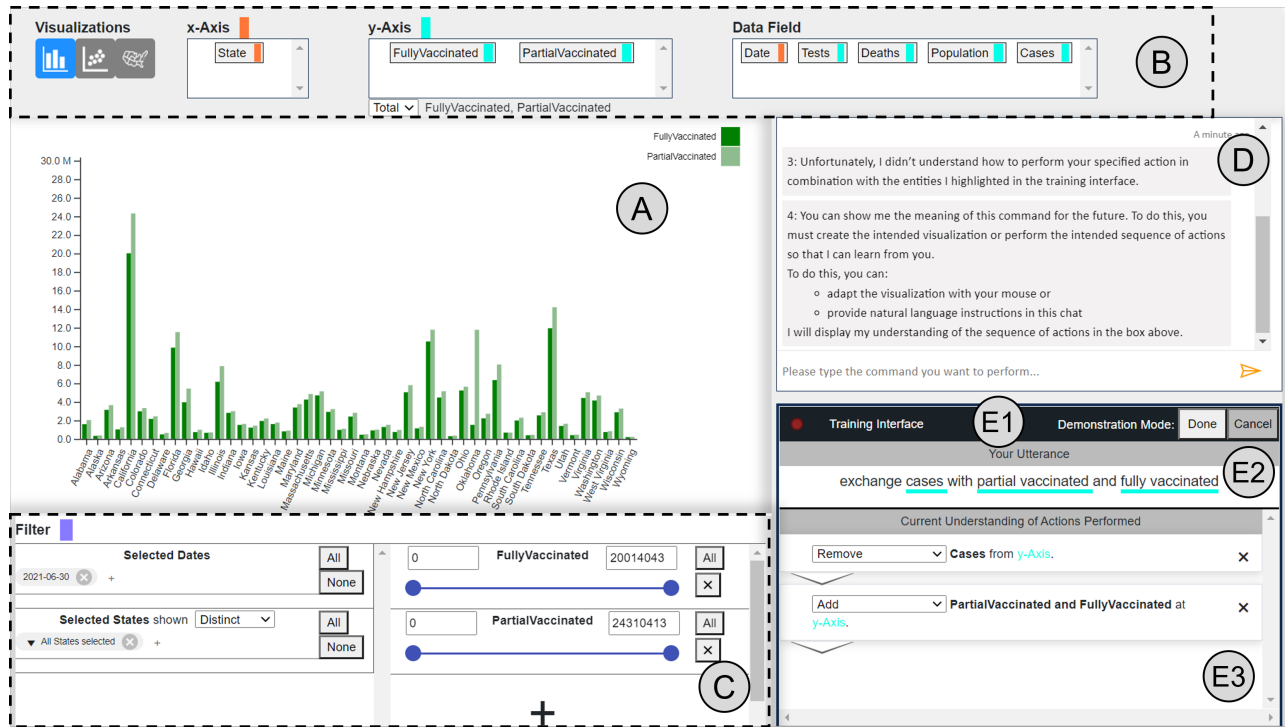 Visualizations
x-Axis
y-Axis
Data Field
State
FullyVaccinated
PartialVaccinated
Date
Tests
Deaths
Population
Cases
B
Total
FullyVaccinated, PartialVaccinated
FullyVaccinated
PartialVaccinated
A
30.0 M
28.0
26.0
24.0
22.0
20.0
18.0
16.0
14.0
12.0
10.0
8.0
6.0
4.0
2.0
0.0
Alabama
Alaska
Arizona
Arkansas
California
Colorado
Connecticut
Delaware
Florida
Georgia
Hawaii
Idaho
Illinois
Indiana
Iowa
Kansas
Kentucky
Louisiana
Maine
Maryland
Massachusetts
Michigan
Minnesota
Mississippi
Missouri
Montana
Nebraska
Nevada
New Hampshire
New Jersey
New Mexico
New York
North Carolina
North Dakota
Ohio
Oklahoma
Oregon
Pennsylvania
Rhode Island
South Carolina
South Dakota
Tennessee
Texas
Utah
Vermont
Virginia
Washington
West Virginia
Wisconsin
Wyoming
A minute
D
3: Unfortunately, I didn't understand how to perform your specified action in
combination with the entities I highlighted in the training interface.
4: You can show me the meaning of this command for the future. To do this, you
must create the intended visualization or perform the intended sequence of actions
so that I can learn from you.
To do this, you can:
adapt the visualization with your mouse or
provide natural language instructions in this chat
I will display my understanding of the sequence of actions in the box above.
Please type the command you want to perform...
Training Interface
E1
Demonstration Mode:
Done
Cancel
Your Utterance
E2
exchange cases with partial vaccinated and fully vaccinated
Current Understanding of Actions Performed
Remove
Cases from y-Axis.
Add
PartialVaccinated and FullyVaccinated at
y-Axis.
E3
Filter
Selected Dates
All
2021-06-30
+
None
Selected States shown
Distinct
All
All States selected
+
None
0
FullyVaccinated
20014043
All
0
PartialVaccinated
24310413
All
C
+